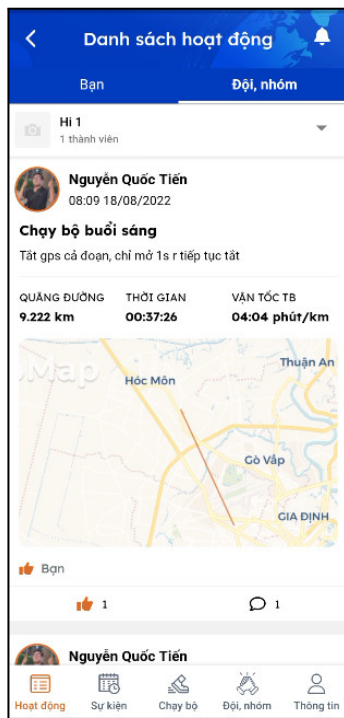 Danh sách hoạt động
Bạn
Đội, nhóm
Hi 1
1 thành viên
Nguyễn Quốc Tiến
08:09 18/08/2022
Chạy bộ buổi sáng
Tắt gps cả đoạn, chỉ mở 1s r tiếp tục tắt
QUÃNG ĐƯỜNG THỜI GIAN VẬN TỐC TB
9.222 km 00:37:26 04:04 phút/km
Map
Thuận An
Hóc Môn
Gò Vấp
GIA ĐỊNH
Bạn
1 1
Nguyễn Quốc Tiến
Hoạt động Sự kiện Chạy bộ Đội, nhóm Thông tin